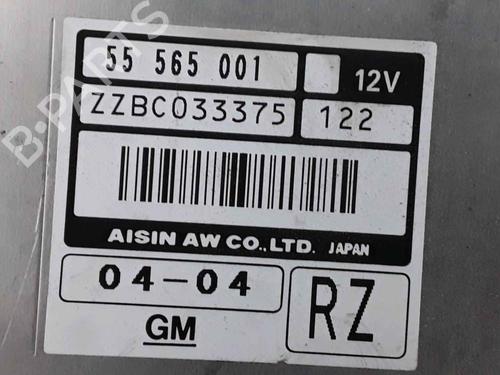 55 565 001 12V
ZZBC033375 122
AISIN AW CO.,LTD. JAPAN
04-04
GM
RZ
B-PARTS